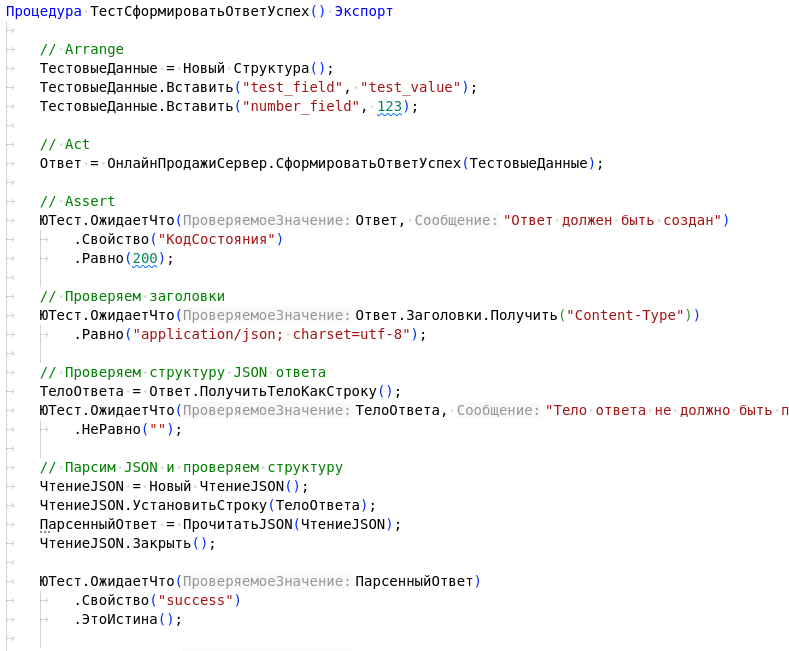 Процедура ТестСформироватьОтветУспех() Экспорт
// Arrange
ТестовыеДанные = Новый Структура();
ТестовыеДанные.Вставить("test_field", "test_value");
ТестовыеДанные.Вставить("number_field", 123);
// Act
Ответ = ОнлайнПродажиСервер.СформироватьОтветУспех(ТестовыеДанные);
// Assert
ЮТест.ОжидаетЧто(ПроверяемоеЗначение: Ответ, Сообщение: "Ответ должен быть создан")
.Свойство("КодСостояния")
.Равно(200);
// Проверяем заголовки
ЮТест.ОжидаетЧто(ПроверяемоеЗначение: Ответ.Заголовки.Получить("Content-Type"))
.Равно("application/json; charset=utf-8");
// Проверяем структуру JSON ответа
ТелоОтвета = Ответ.ПолучитьТелоКакСтроку();
ЮТест.ОжидаетЧто(ПроверяемоеЗначение: ТелоОтвета, Сообщение: "Тело ответа не должно быть п
.НеРавно("");
// Парсим JSON и проверяем структуру
ЧтениеJSON = Новый ЧтениеJSON();
ЧтениеJSON.УстановитьСтроку(ТелоОтвета);
ПарсенныйОтвет = ПрочитатьJSON(ЧтениеJSON);
ЧтениеJSON.Закрыть();
ЮТест.ОжидаетЧто(ПроверяемоеЗначение: ПарсенныйОтвет)
.Свойство("success")
.ЭтоИстина();